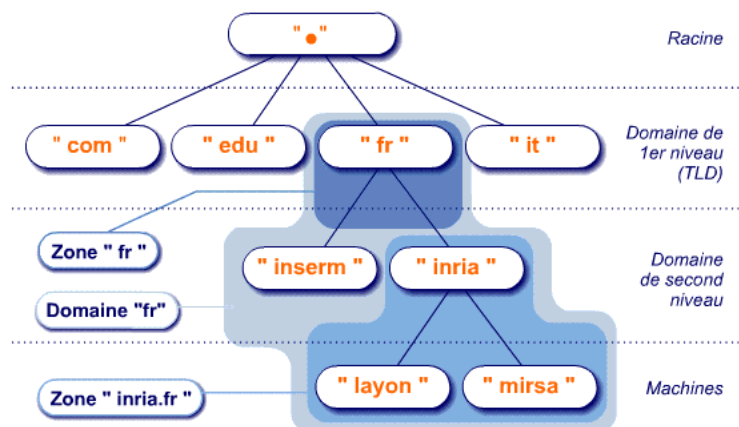 " ● "
Racine
" com "
" edu "
" fr "
" it "
Domaine de
1er niveau
(TLD)
Zone " fr "
" inserm "
" inria "
Domaine
de second
niveau
Domaine "fr"
Zone " inria.fr "
" layon "
" mirsa "
Machines